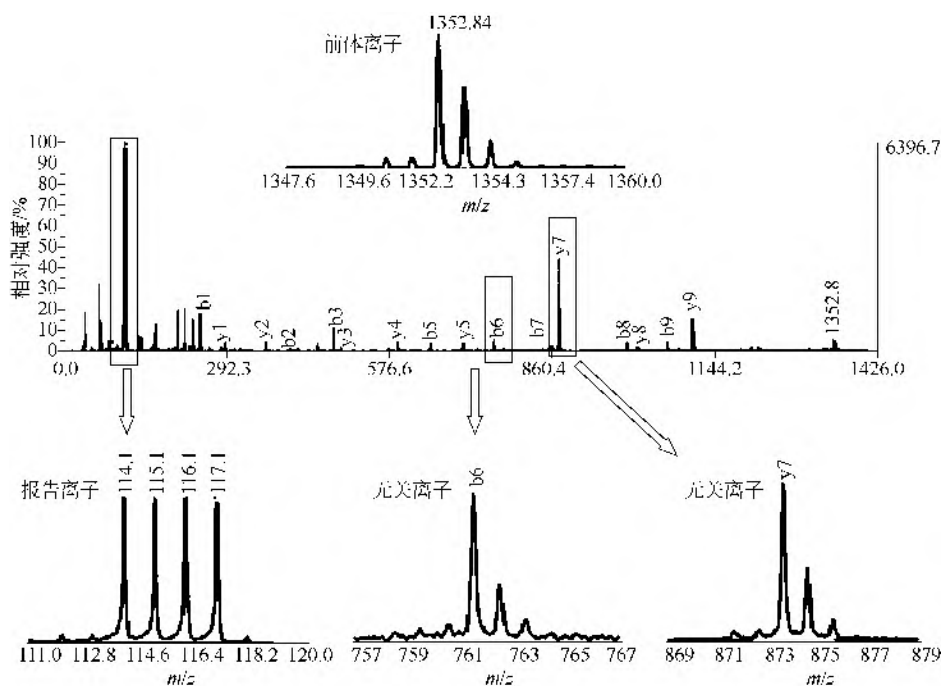 1352.84
前体离子
1347.6 1349.6 1352.2 1354.3 1357.4 1360.0
m/z
相对强度/%
100
90
80
70
60
50
40
30
20
10
0
6396.7
b1
y1
y2
b2
b3
y3
y4
b5
y5
b6
b7
y7
b8
y8
b9
y9
1352.8
0.0 292.3 576.6 860.4 1144.2 1426.0
报告离子
114.1
115.1
116.1
117.1
111.0 112.8 114.6 116.4 118.2 120.0
m/z
无关离子
b6
757 759 761 763 765 767
m/z
无关离子
y7
869 871 873 875 877 879
m/z